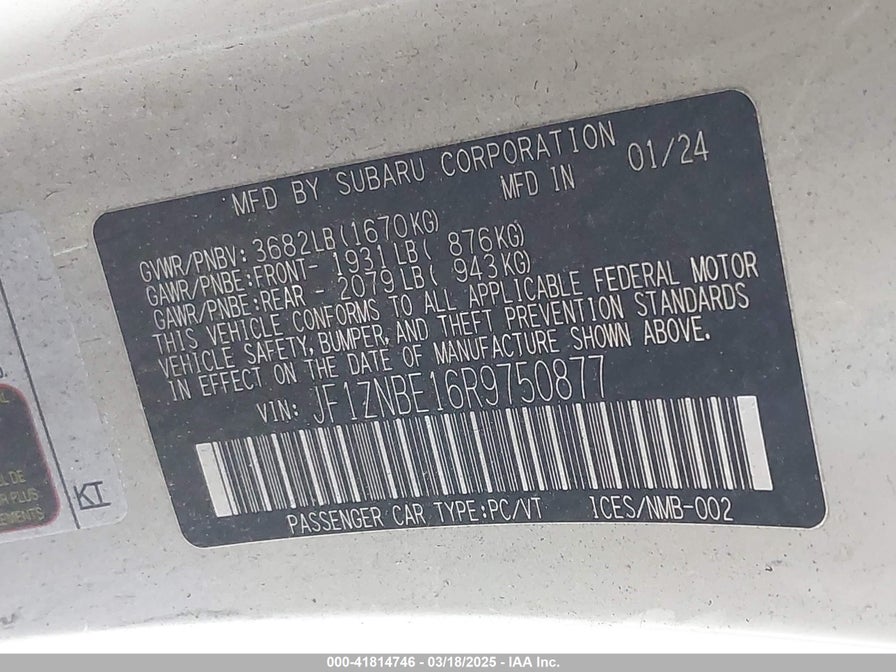 MFD BY SUBARU CORPORATION
MFD IN 01/24
GVWR/PNBV: 3682LB(1670KG)
GAWR/PNBE:FRONT- 1931LB( 876KG)
GAWR/PNBE:REAR - 2079LB( 943KG)
THIS VEHICLE CONFORMS TO ALL APPLICABLE FEDERAL MOTOR
VEHICLE SAFETY, BUMPER, AND THEFT PREVENTION STANDARDS
IN EFFECT ON THE DATE OF MANUFACTURE SHOWN ABOVE.
VIN: JF1ZNBE16R9750877
PASSENGER CAR TYPE:PC/VT ICES/NMB-002
DE
PLUS
KT
000-41814746 - 03/18/2025 - IAA Inc.